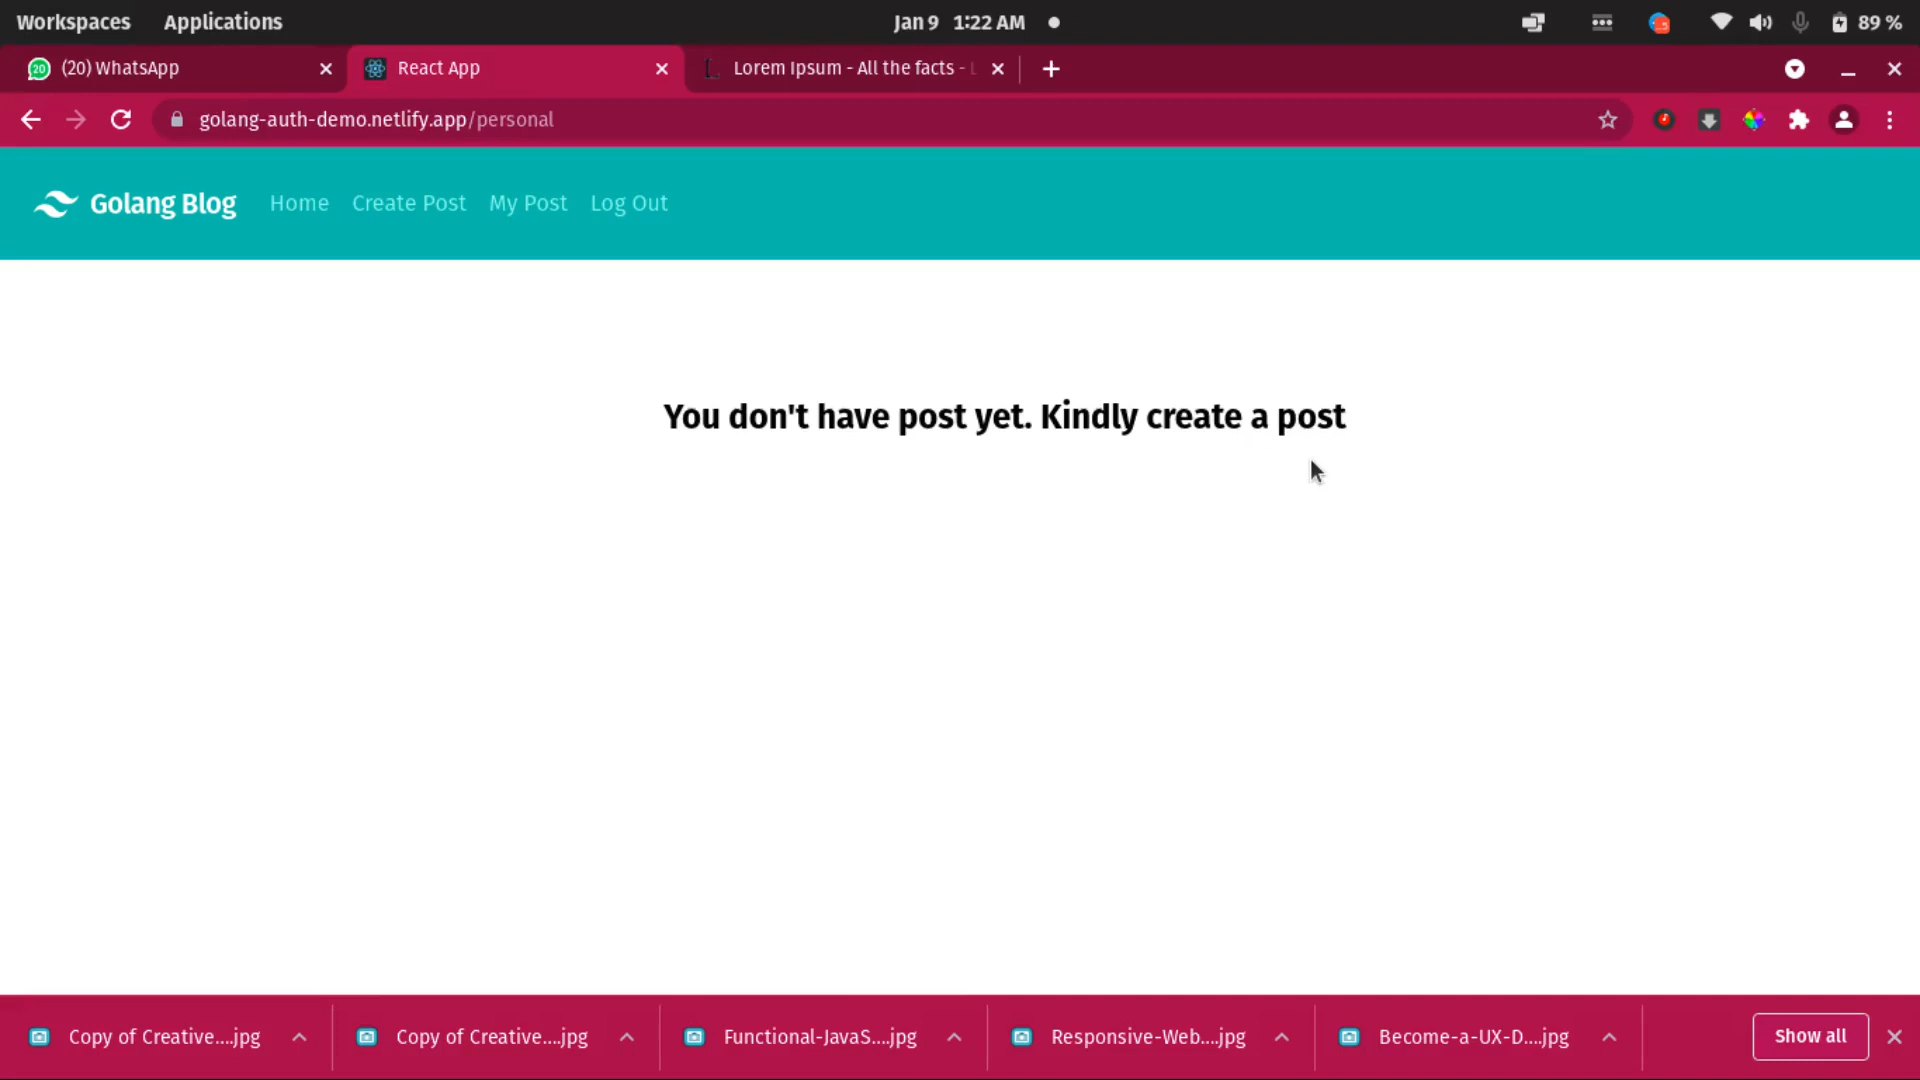 Workspaces Applications Jan 9 1:22 AM 89 %
20 (20) WhatsApp React App Lorem Ipsum - All the facts -
golang-auth-demo.netlify.app/personal
Golang Blog Home Create Post My Post Log Out
You don't have post yet. Kindly create a post
Copy of Creative....jpg Copy of Creative....jpg Functional-JavaS....jpg Responsive-Web....jpg Become-a-UX-D....jpg Show all